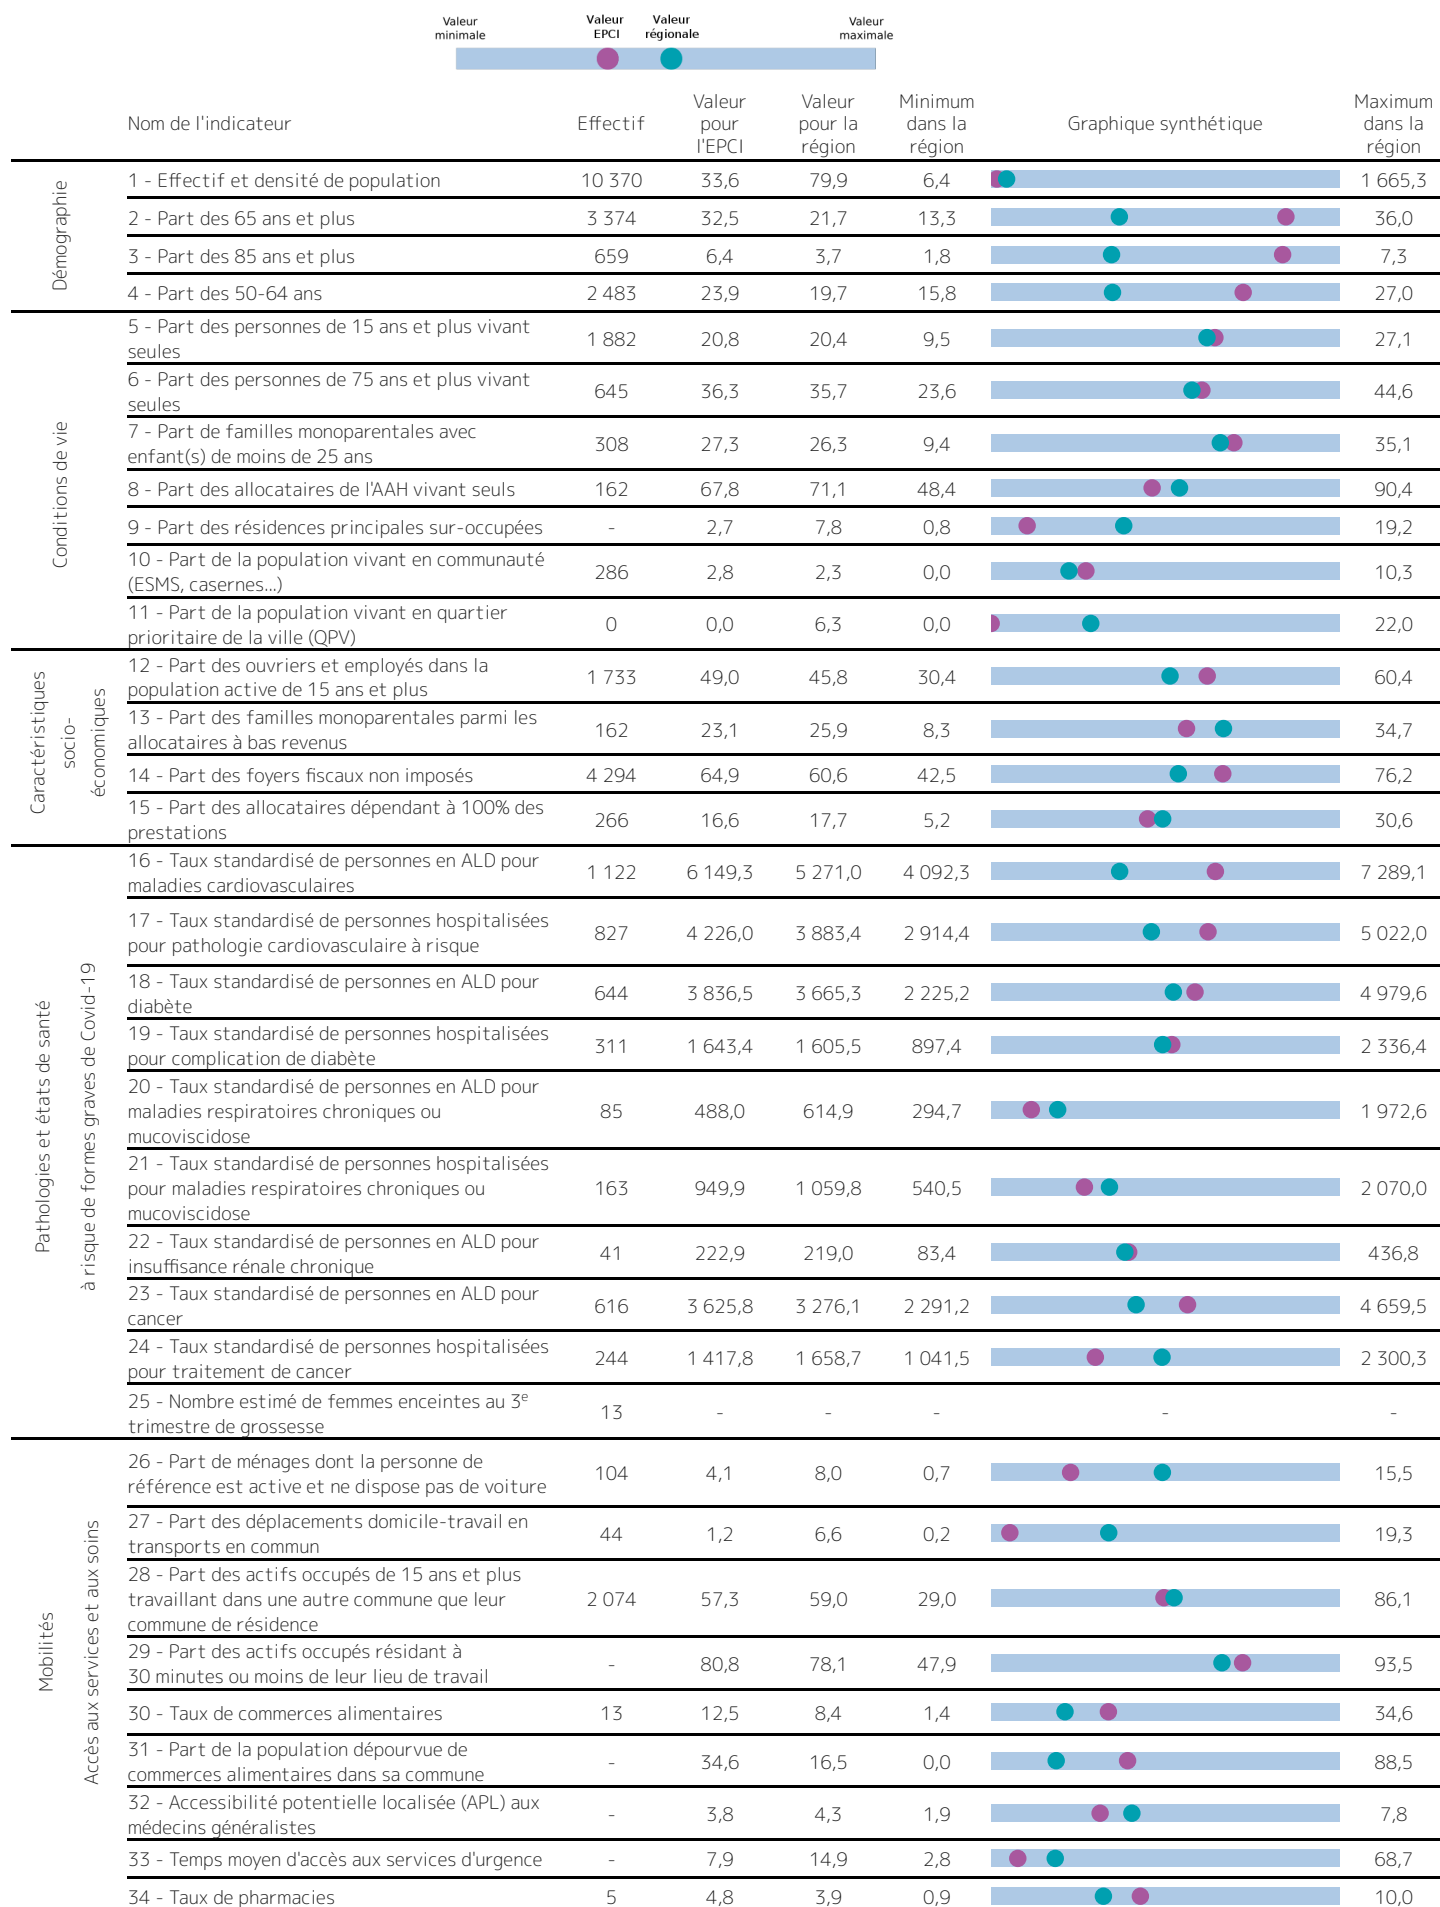 Valeur minimale
Valeur EPCI
Valeur régionale
Valeur maximale
Nom de l'indicateur
Effectif
Valeur pour l'EPCI
Valeur pour la région
Minimum dans la région
Graphique synthétique
Maximum dans la région
Démographie
1 - Effectif et densité de population 10 370 33,6 79,9 6,4 1 665,3
2 - Part des 65 ans et plus 3 374 32,5 21,7 13,3 36,0
3 - Part des 85 ans et plus 659 6,4 3,7 1,8 7,3
4 - Part des 50-64 ans 2 483 23,9 19,7 15,8 27,0
Conditions de vie
5 - Part des personnes de 15 ans et plus vivant
seules 1 882 20,8 20,4 9,5 27,1
6 - Part des personnes de 75 ans et plus vivant
seules 645 36,3 35,7 23,6 44,6
7 - Part de familles monoparentales avec
enfant(s) de moins de 25 ans 308 27,3 26,3 9,4 35,1
8 - Part des allocataires de l'AAH vivant seuls 162 67,8 71,1 48,4 90,4
9 - Part des résidences principales sur-occupées - 2,7 7,8 0,8 19,2
10 - Part de la population vivant en communauté
(ESMS, casernes...) 286 2,8 2,3 0,0 10,3
11 - Part de la population vivant en quartier
prioritaire de la ville (QPV) 0 0,0 6,3 0,0 22,0
Caractéristiques
socio-
économiques
12 - Part des ouvriers et employés dans la
population active de 15 ans et plus 1 733 49,0 45,8 30,4 60,4
13 - Part des familles monoparentales parmi les
allocataires à bas revenus 162 23,1 25,9 8,3 34,7
14 - Part des foyers fiscaux non imposés 4 294 64,9 60,6 42,5 76,2
15 - Part des allocataires dépendant à 100% des
prestations 266 16,6 17,7 5,2 30,6
Pathologies et états de santé
à risque de formes graves de Covid-19
16 - Taux standardisé de personnes en ALD pour
maladies cardiovasculaires 1 122 6 149,3 5 271,0 4 092,3 7 289,1
17 - Taux standardisé de personnes hospitalisées
pour pathologie cardiovasculaire à risque 827 4 226,0 3 883,4 2 914,4 5 022,0
18 - Taux standardisé de personnes en ALD pour
diabète 644 3 836,5 3 665,3 2 225,2 4 979,6
19 - Taux standardisé de personnes hospitalisées
pour complication de diabète 311 1 643,4 1 605,5 897,4 2 336,4
20 - Taux standardisé de personnes en ALD pour
maladies respiratoires chroniques ou
mucoviscidose 85 488,0 614,9 294,7 1 972,6
21 - Taux standardisé de personnes hospitalisées
pour maladies respiratoires chroniques ou
mucoviscidose 163 949,9 1 059,8 540,5 2 070,0
22 - Taux standardisé de personnes en ALD pour
insuffisance rénale chronique 41 222,9 219,0 83,4 436,8
23 - Taux standardisé de personnes en ALD pour
cancer 616 3 625,8 3 276,1 2 291,2 4 659,5
24 - Taux standardisé de personnes hospitalisées
pour traitement de cancer 244 1 417,8 1 658,7 1 041,5 2 300,3
25 - Nombre estimé de femmes enceintes au 3e
trimestre de grossesse 13 - - - - -
Mobilités
Accès aux services et aux soins
26 - Part de ménages dont la personne de
référence est active et ne dispose pas de voiture 104 4,1 8,0 0,7 15,5
27 - Part des déplacements domicile-travail en
transports en commun 44 1,2 6,6 0,2 19,3
28 - Part des actifs occupés de 15 ans et plus
travaillant dans une autre commune que leur
commune de résidence 2 074 57,3 59,0 29,0 86,1
29 - Part des actifs occupés résidant à
30 minutes ou moins de leur lieu de travail - 80,8 78,1 47,9 93,5
30 - Taux de commerces alimentaires 13 12,5 8,4 1,4 34,6
31 - Part de la population dépourvue de
commerces alimentaires dans sa commune - 34,6 16,5 0,0 88,5
32 - Accessibilité potentielle localisée (APL) aux
médecins généralistes - 3,8 4,3 1,9 7,8
33 - Temps moyen d'accès aux services d'urgence - 7,9 14,9 2,8 68,7
34 - Taux de pharmacies 5 4,8 3,9 0,9 10,0